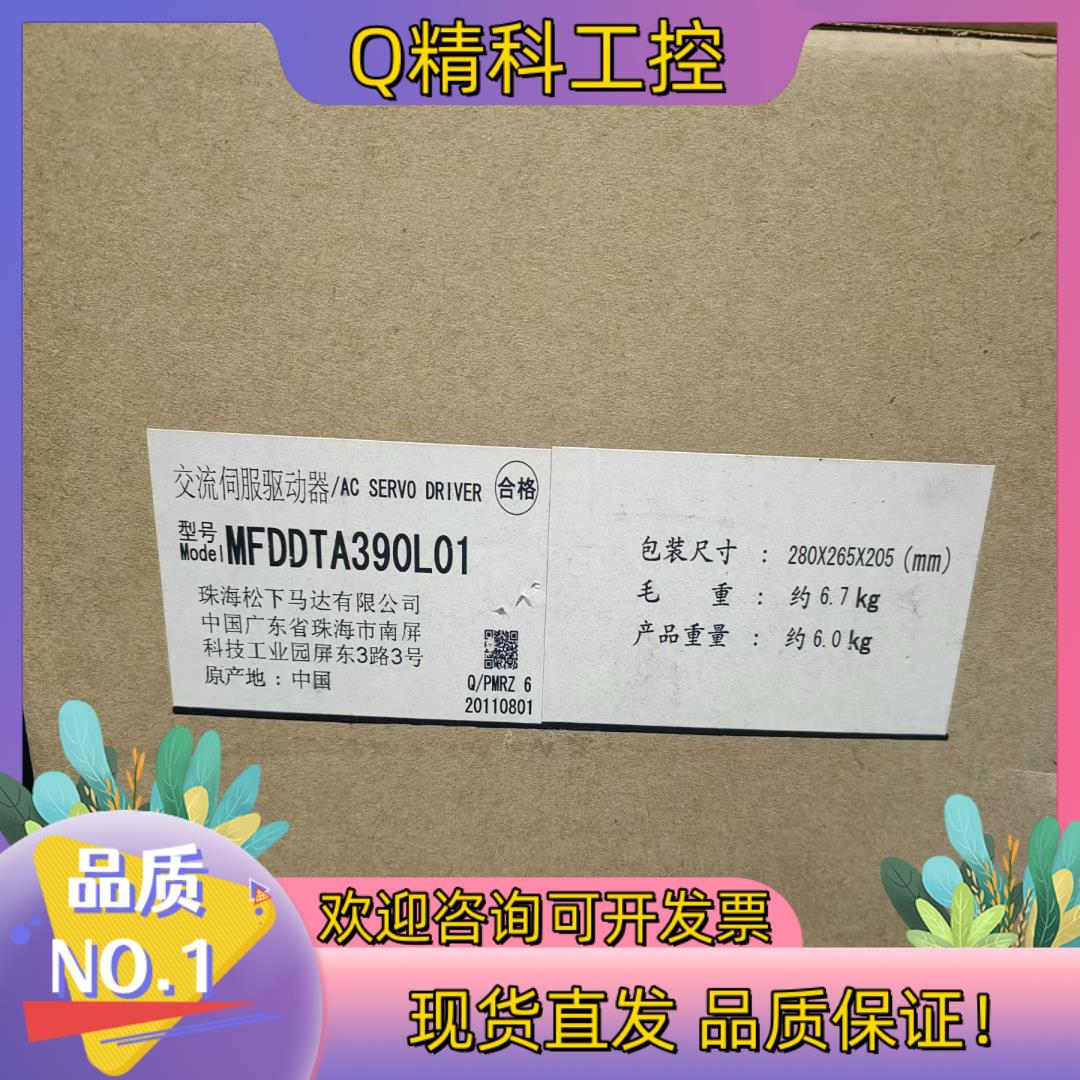 Q精科工控
交流伺服驱动器/AC SERVO DRIVER 合格
型号
Model MFDDTA390L01
珠海松下马达有限公司
中国广东省珠海市南屏
科技工业园屏东3路3号
原产地：中国
Q/PMRZ 6
20110801
包装尺寸 ： 280X265X205 (mm)
毛 重 ： 约 6.7 kg
产品重量 ： 约 6.0 kg
品质
NO.1
欢迎咨询可开发票
现货直发 品质保证！